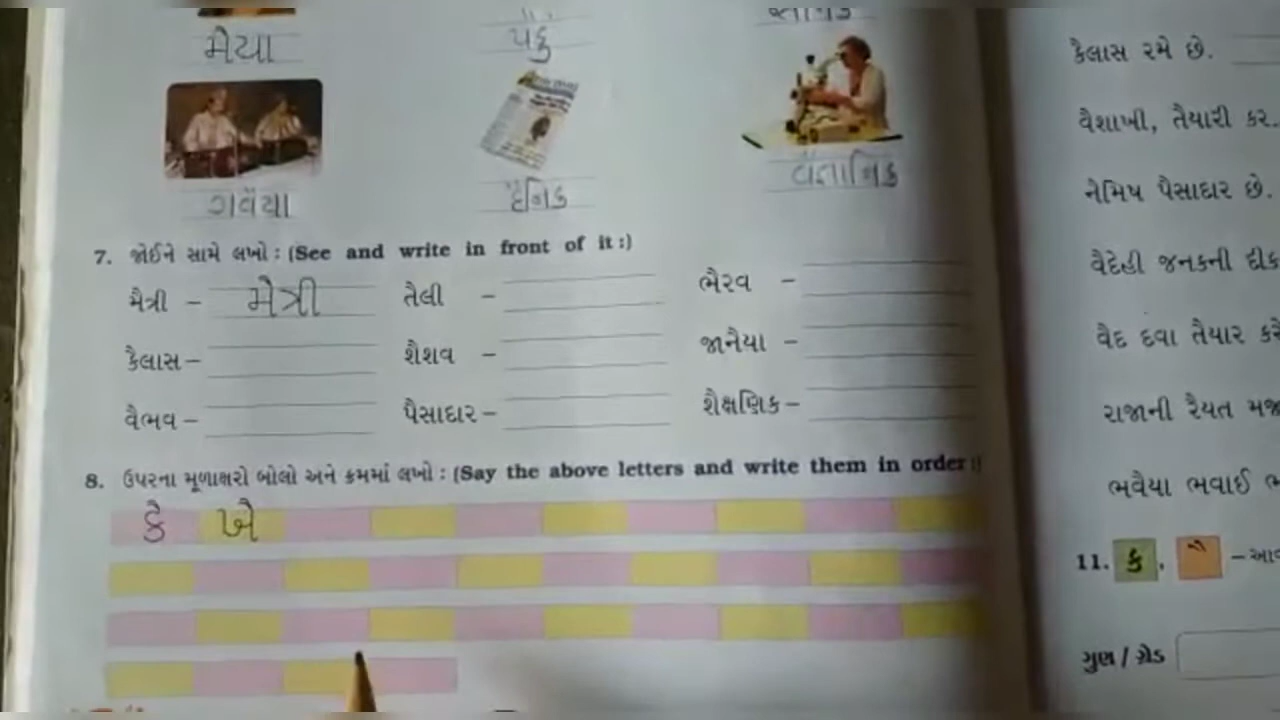 મૈયા
પહુ
ગવૈયા
દૈનિક
વૈજ્ઞાનિક
7. જોઈને સામે લખો : (See and write in front of it :)
મૈત્રી – મૈત્રી તૈલી – ભૈરવ –
કૈલાસ – શૈશવ – જાનૈયા –
વૈભવ – પૈસાદાર – શૈક્ષણિક –
8. ઉપરના મૂળાક્ષરો બોલો અને ક્રમમાં લખો : (Say the above letters and write them in order :)
કૈ ખૈ
કૈલાસ રમે છે.
વૈશાખી, તૈયારી કર.
નેમિષ પૈસાદાર છે.
વૈદેહી જનકની
વૈદ દવા તૈયાર
રાજાની રૈયત
ભવૈયા ભવાઈ
11. ક , ૈ –
ગુણ / ગ્રેડ